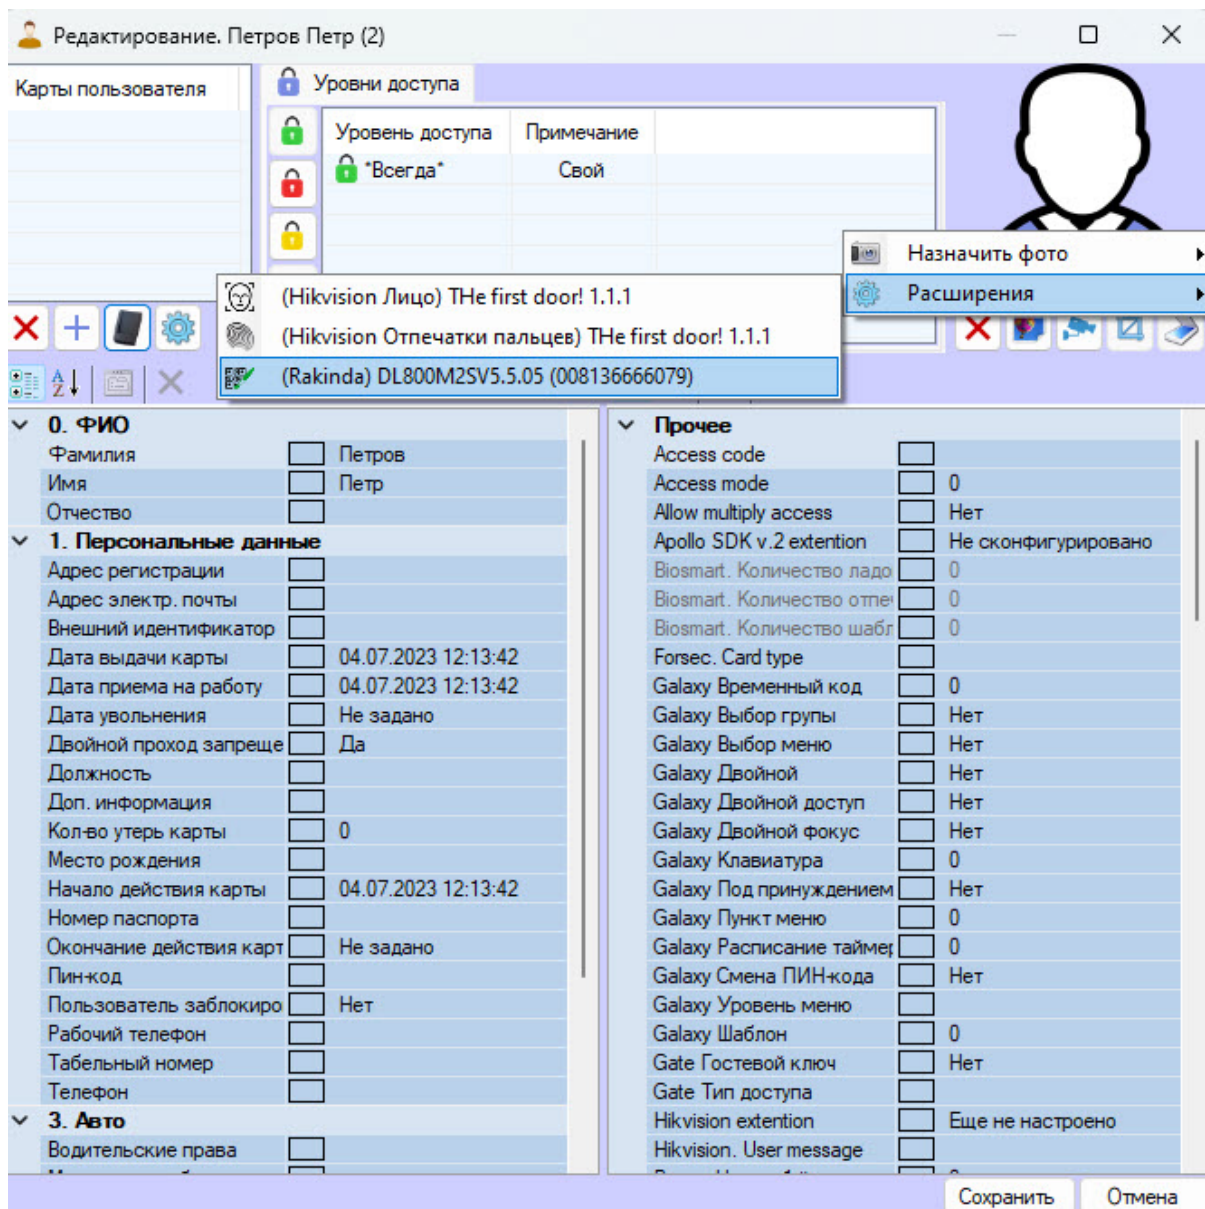 Редактирование. Петров Петр (2)
Карты пользователя
Уровни доступа
Уровень доступа Примечание
*Всегда* Свой
Назначить фото
Расширения
(Hikvision Лицо) THe first door! 1.1.1
(Hikvision Отпечатки пальцев) THe first door! 1.1.1
(Rakinda) DL800M2SV5.5.05 (008136666079)
0. ФИО
Фамилия Петров
Имя Петр
Отчество
1. Персональные данные
Адрес регистрации
Адрес электр. почты
Внешний идентификатор
Дата выдачи карты 04.07.2023 12:13:42
Дата приема на работу 04.07.2023 12:13:42
Дата увольнения Не задано
Двойной проход запреще Да
Должность
Доп. информация
Кол-во утерь карты 0
Место рождения
Начало действия карты 04.07.2023 12:13:42
Номер паспорта
Окончание действия карт Не задано
Пин-код
Пользователь заблокиро Нет
Рабочий телефон
Табельный номер
Телефон
3. Авто
Водительские права
Прочее
Access code
Access mode 0
Allow multiply access Нет
Apollo SDK v.2 extention Не сконфигурировано
Biosmart. Количество ладо 0
Biosmart. Количество отпеч 0
Biosmart. Количество шабл 0
Forsec. Card type
Galaxy Временный код 0
Galaxy Выбор групы Нет
Galaxy Выбор меню Нет
Galaxy Двойной Нет
Galaxy Двойной доступ Нет
Galaxy Двойной фокус Нет
Galaxy Клавиатура 0
Galaxy Под принуждением Нет
Galaxy Пункт меню 0
Galaxy Расписание таймер 0
Galaxy Смена ПИН-кода Нет
Galaxy Уровень меню
Galaxy Шаблон 0
Gate Гостевой ключ Нет
Gate Тип доступа
Hikvision extention Еще не настроено
Hikvision. User message
Сохранить Отмена